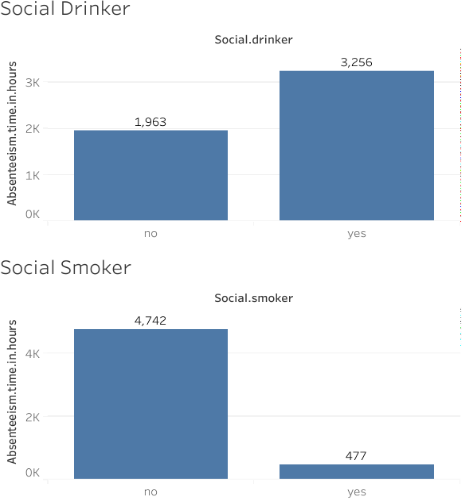 Social Drinker
Social.drinker
Absenteeism.time.in.hours
3K
2K
1K
0K
1,963
3,256
no
yes
Social Smoker
Social.smoker
Absenteeism.time.in.hours
4K
2K
0K
4,742
477
no
yes